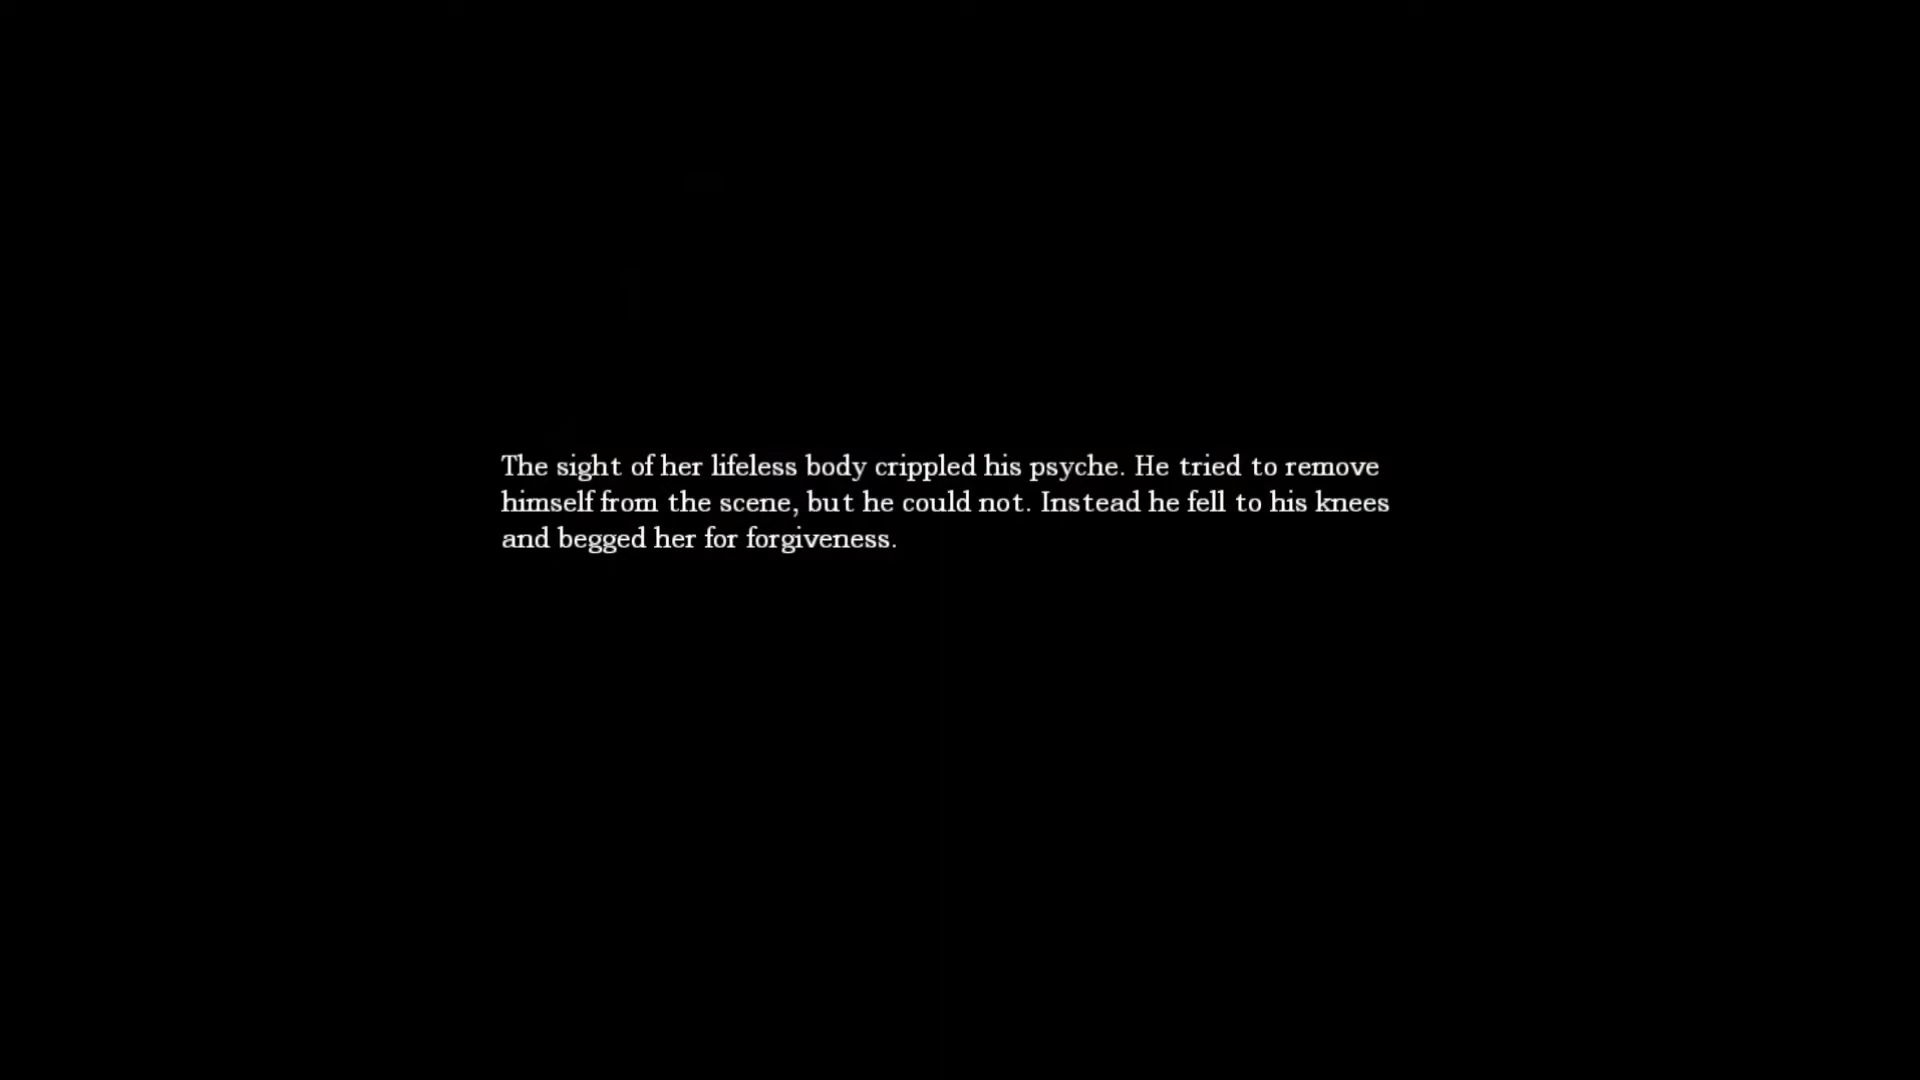 The sight of her lifeless body crippled his psyche. He tried to remove
himself from the scene, but he could not. Instead he fell to his knees
and begged her for forgiveness.